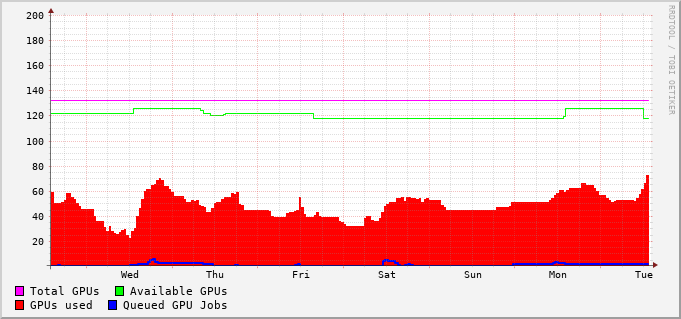 RRDTOOL / TOBI OETIKER
200
180
160
140
120
100
80
60
40
20
Wed Thu Fri Sat Sun Mon Tue
Total GPUs Available GPUs
GPUs used Queued GPU Jobs